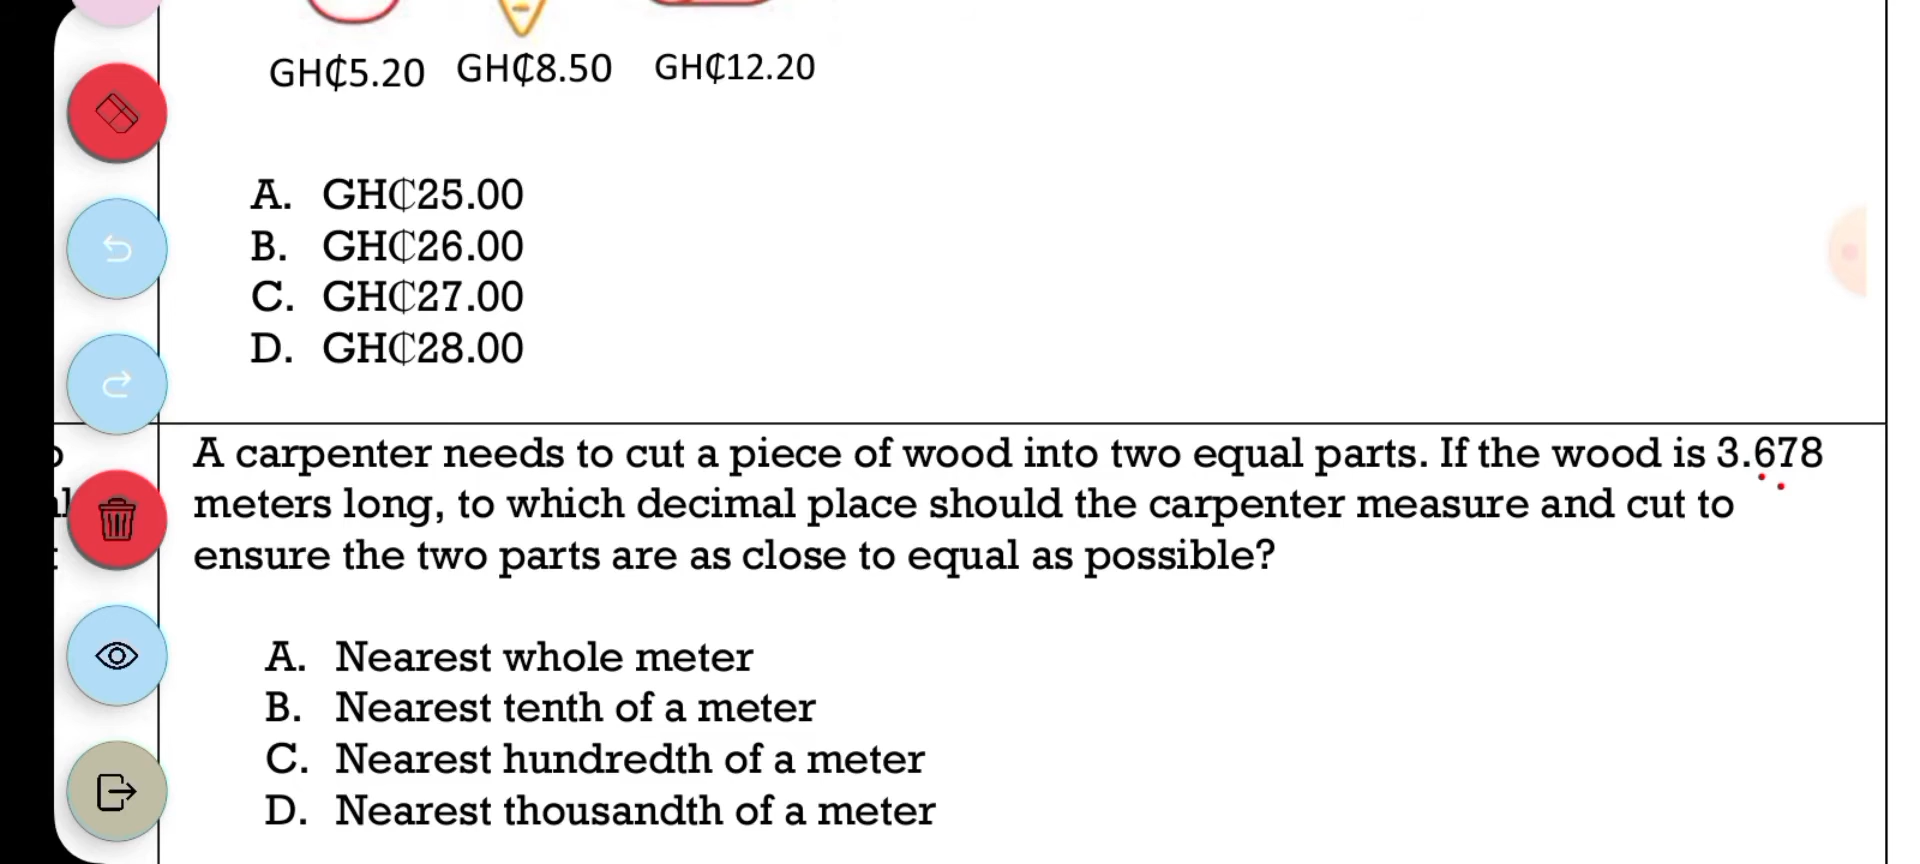 GH₵5.20 GH₵8.50 GH₵12.20
A. GH₵25.00
B. GH₵26.00
C. GH₵27.00
D. GH₵28.00
A carpenter needs to cut a piece of wood into two equal parts. If the wood is 3.678
meters long, to which decimal place should the carpenter measure and cut to
ensure the two parts are as close to equal as possible?
A. Nearest whole meter
B. Nearest tenth of a meter
C. Nearest hundredth of a meter
D. Nearest thousandth of a meter